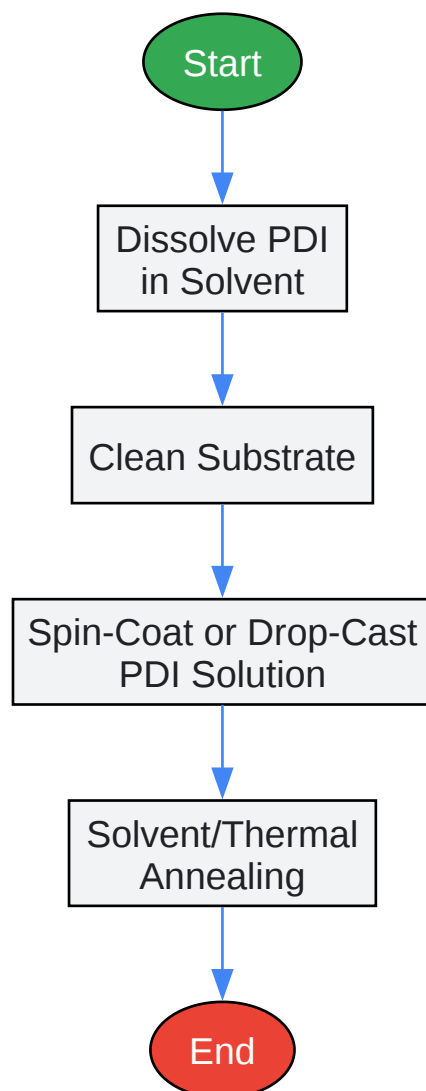 Start
Dissolve PDI
in Solvent
Clean Substrate
Spin-Coat or Drop-Cast
PDI Solution
Solvent/Thermal
Annealing
End